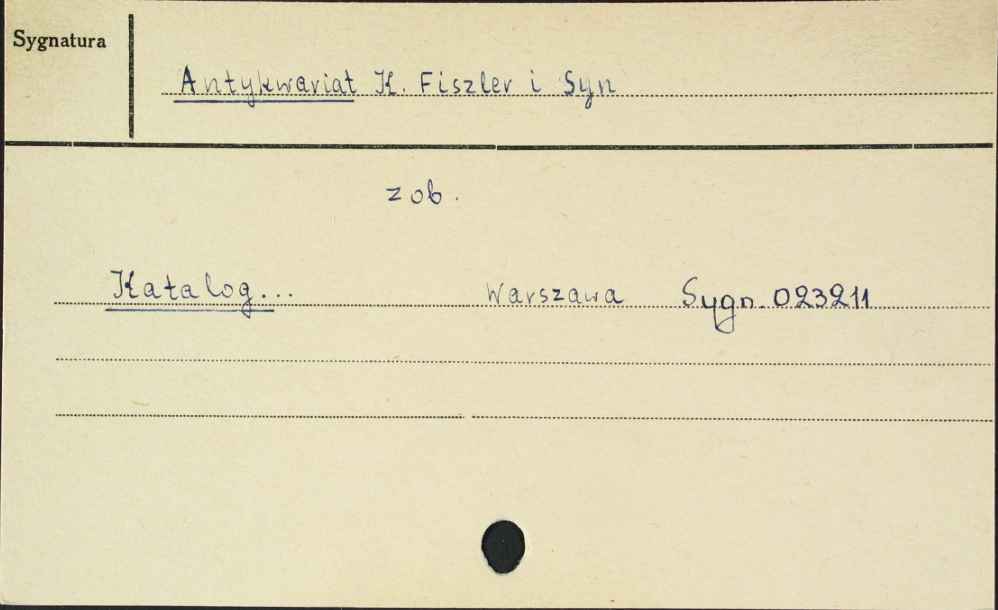 Sygnatura
Antykwariat K. Fiszler i Syn
zob.
Katalog... Warszawa Sygn. 023211